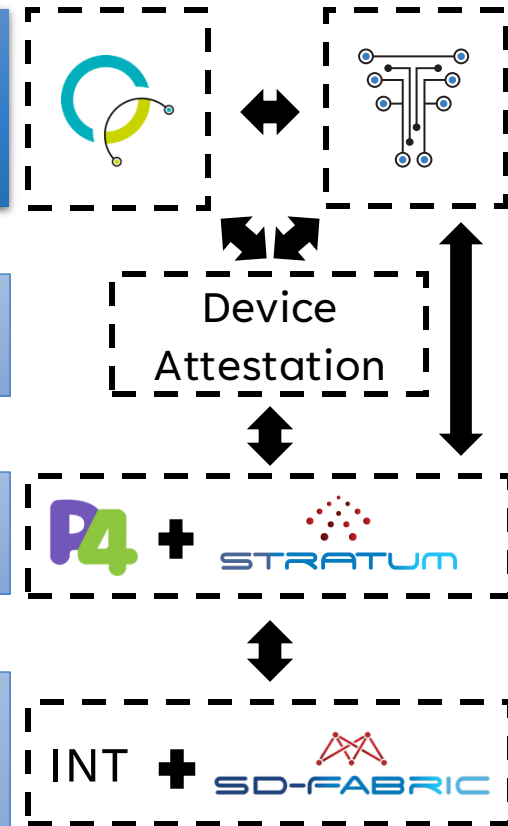 Device
Attestation
P4 + STRATUM
INT + SD-FABRIC